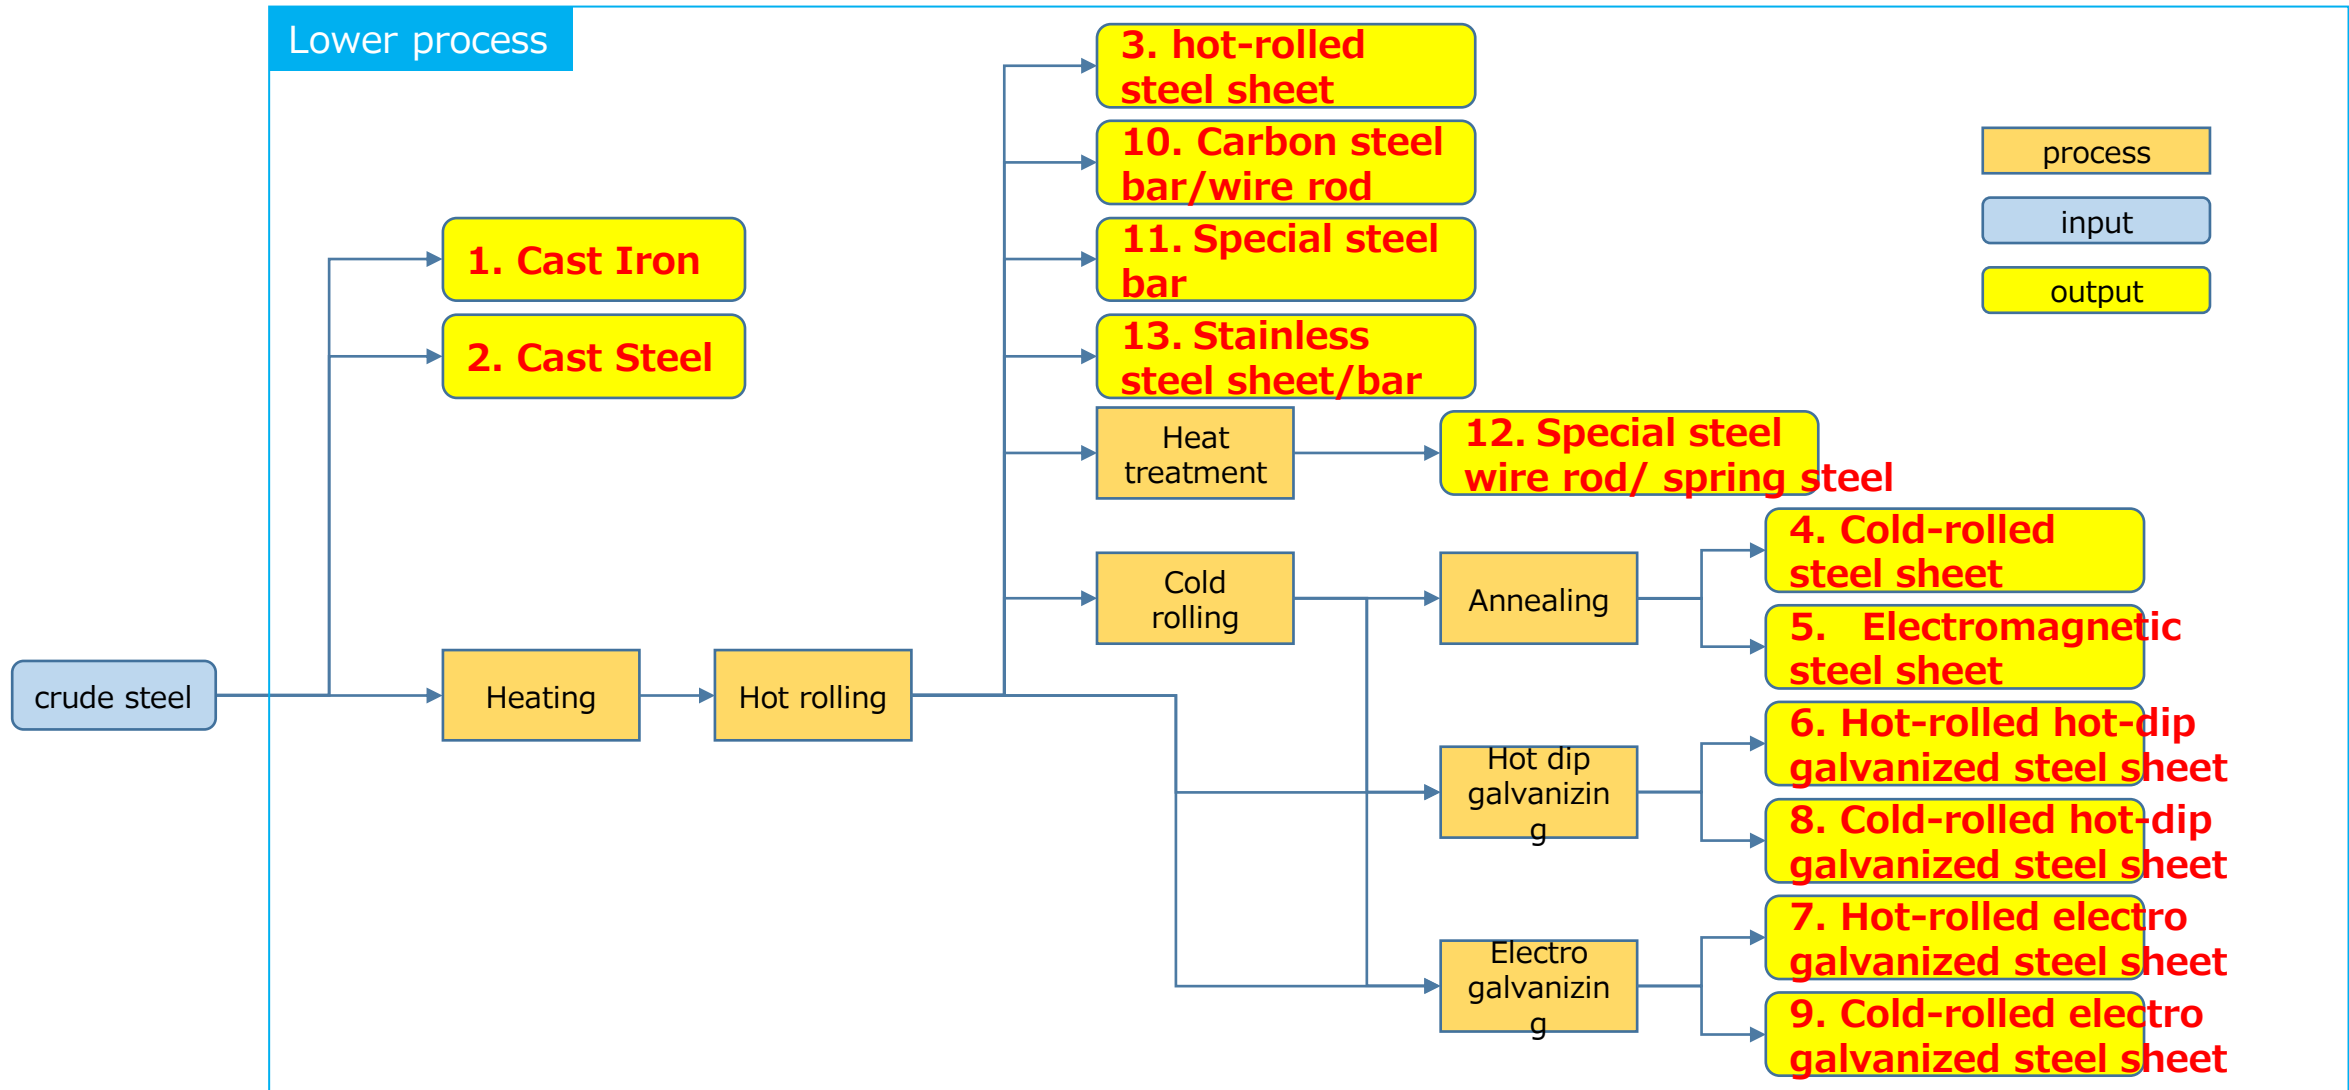 Lower process
3. hot-rolled
steel sheet
10. Carbon steel
bar/wire rod
11. Special steel
bar
13. Stainless
steel sheet/bar
1. Cast Iron
2. Cast Steel
process
input
output
Heat
treatment
12. Special steel
wire rod/ spring steel
Cold
rolling
Annealing
4. Cold-rolled
steel sheet
5. Electromagnetic
steel sheet
crude steel
Heating
Hot rolling
Hot dip
galvanizin
g
6. Hot-rolled hot-dip
galvanized steel sheet
8. Cold-rolled hot-dip
galvanized steel sheet
Electro
galvanizin
g
7. Hot-rolled electro
galvanized steel sheet
9. Cold-rolled electro
galvanized steel sheet